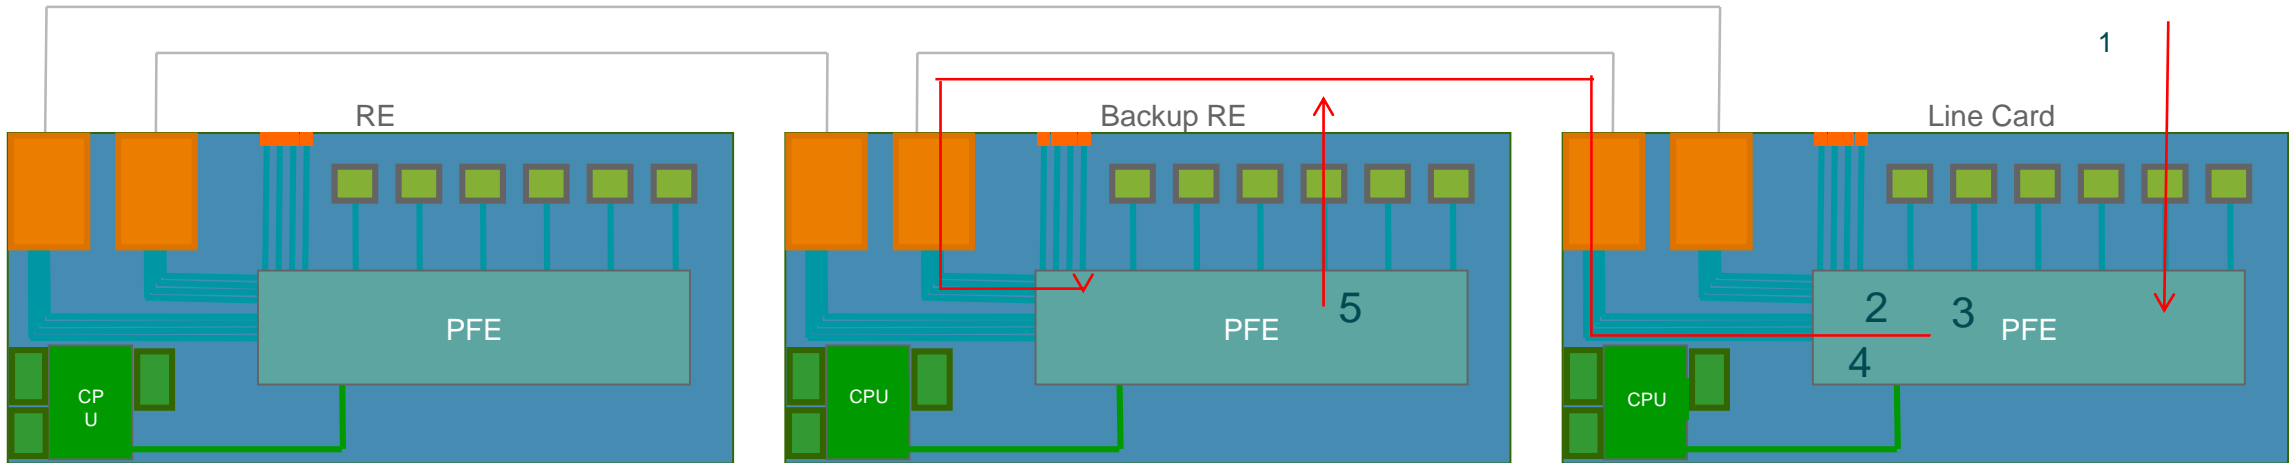 1
RE
Backup RE
Line Card
PFE
PFE
5
2
3
PFE
4
CP
U
CPU
CPU